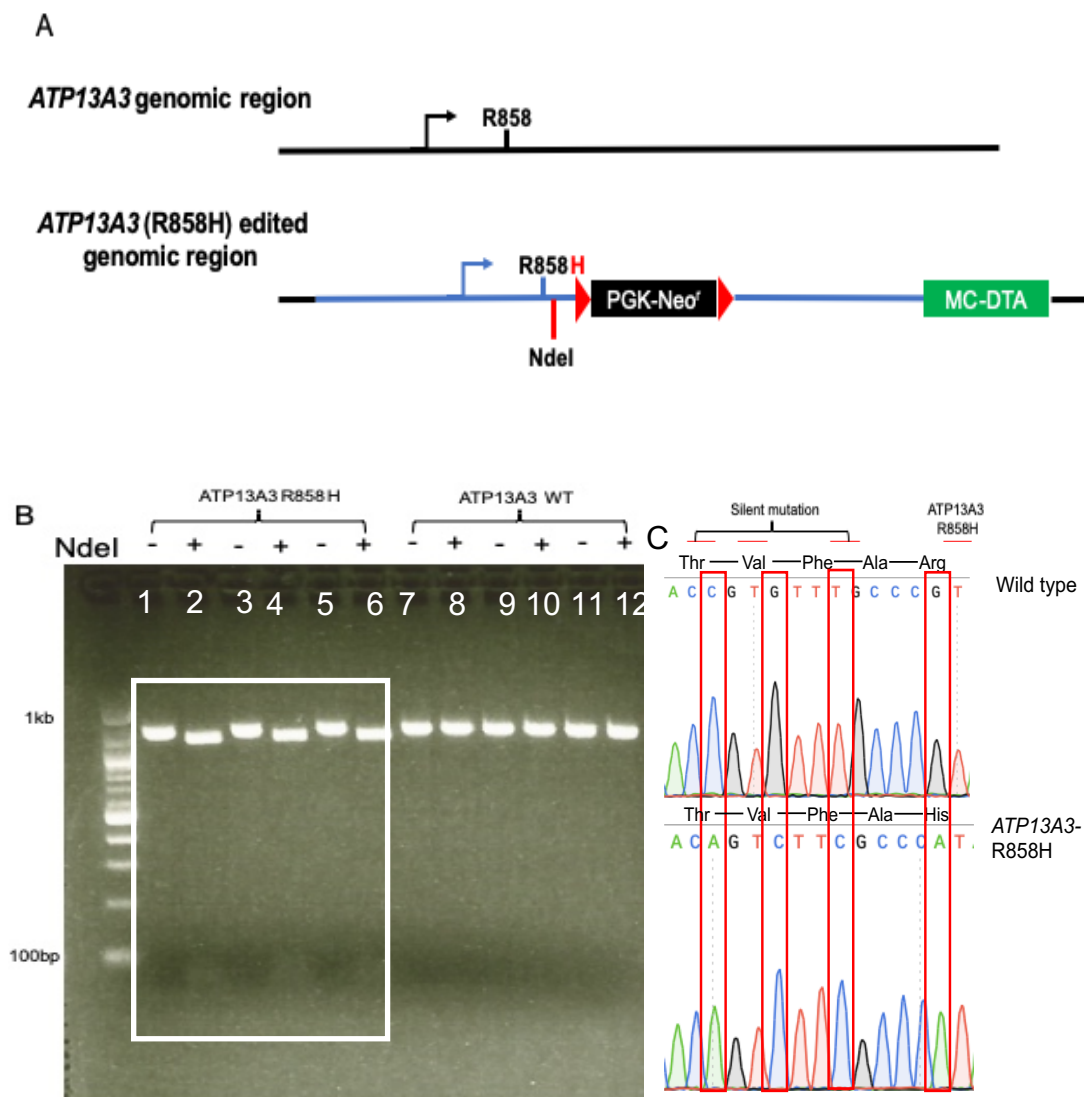 A
ATP13A3 genomic region
R858
ATP13A3 (R858H) edited
genomic region
R858H
PGK-Neoʳ
MC-DTA
NdeI
B
ATP13A3 R858H
ATP13A3 WT
NdeI - + - + - + - + - + - +
1 2 3 4 5 6 7 8 9 10 11 12
1kb
100bp
C
Silent mutation
ATP13A3
R858H
Thr Val Phe Ala Arg
Wild type
A C C G T G T T T G C C C G T
Thr Val Phe Ala His
ATP13A3-
R858H
A C A G T C T T C G C C C A T